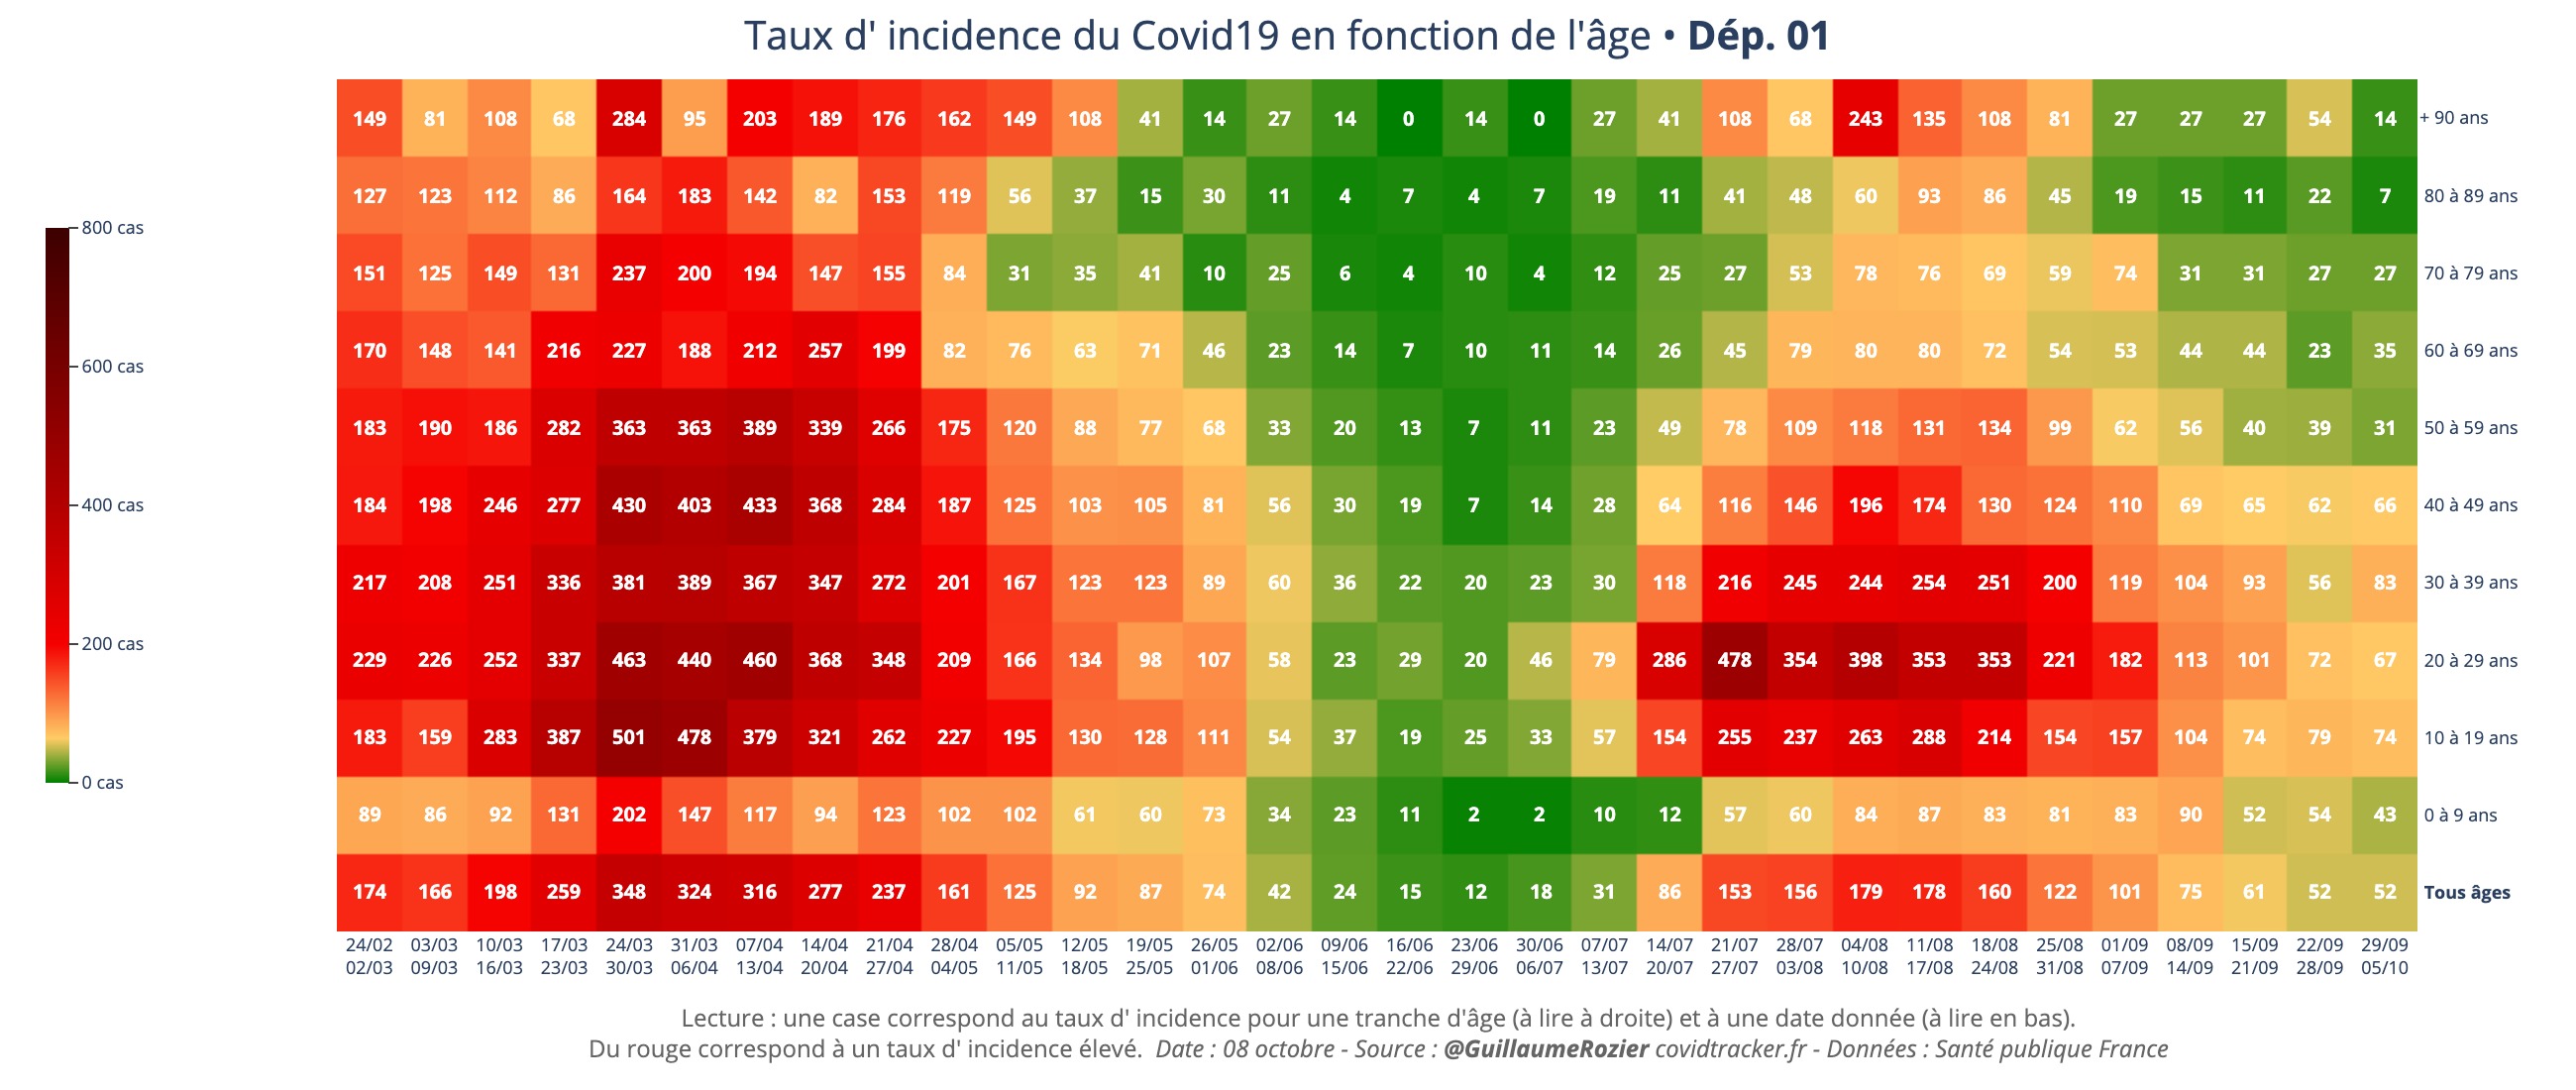 Taux d' incidence du Covid19 en fonction de l'âge • Dép. 01
149 81 108 68 284 95 203 189 176 162 149 108 41 14 27 14 0 14 0 27 41 108 68 243 135 108 81 27 27 27 54 14 + 90 ans
127 123 112 86 164 183 142 82 153 119 56 37 15 30 11 4 7 4 7 19 11 41 48 60 93 86 45 19 15 11 22 7 80 à 89 ans
800 cas
151 125 149 131 237 200 194 147 155 84 31 35 41 10 25 6 4 10 4 12 25 27 53 78 76 69 59 74 31 31 27 27 70 à 79 ans
170 148 141 216 227 188 212 257 199 82 76 63 71 46 23 14 7 10 11 14 26 45 79 80 80 72 54 53 44 44 23 35 60 à 69 ans
600 cas
183 190 186 282 363 363 389 339 266 175 120 88 77 68 33 20 13 7 11 23 49 78 109 118 131 134 99 62 56 40 39 31 50 à 59 ans
400 cas
184 198 246 277 430 403 433 368 284 187 125 103 105 81 56 30 19 7 14 28 64 116 146 196 174 130 124 110 69 65 62 66 40 à 49 ans
217 208 251 336 381 389 367 347 272 201 167 123 123 89 60 36 22 20 23 30 118 216 245 244 254 251 200 119 104 93 56 83 30 à 39 ans
200 cas
229 226 252 337 463 440 460 368 348 209 166 134 98 107 58 23 29 20 46 79 286 478 354 398 353 353 221 182 113 101 72 67 20 à 29 ans
183 159 283 387 501 478 379 321 262 227 195 130 128 111 54 37 19 25 33 57 154 255 237 263 288 214 154 157 104 74 79 74 10 à 19 ans
0 cas
89 86 92 131 202 147 117 94 123 102 102 61 60 73 34 23 11 2 2 10 12 57 60 84 87 83 81 83 90 52 54 43 0 à 9 ans
174 166 198 259 348 324 316 277 237 161 125 92 87 74 42 24 15 12 18 31 86 153 156 179 178 160 122 101 75 61 52 52 Tous âges
24/02 03/03 10/03 17/03 24/03 31/03 07/04 14/04 21/04 28/04 05/05 12/05 19/05 26/05 02/06 09/06 16/06 23/06 30/06 07/07 14/07 21/07 28/07 04/08 11/08 18/08 25/08 01/09 08/09 15/09 22/09 29/09
02/03 09/03 16/03 23/03 30/03 06/04 13/04 20/04 27/04 04/05 11/05 18/05 25/05 01/06 08/06 15/06 22/06 29/06 06/07 13/07 20/07 27/07 03/08 10/08 17/08 24/08 31/08 07/09 14/09 21/09 28/09 05/10
Lecture : une case correspond au taux d' incidence pour une tranche d'âge (à lire à droite) et à une date donnée (à lire en bas).
Du rouge correspond à un taux d' incidence élevé. Date : 08 octobre - Source : @GuillaumeRozier covidtracker.fr - Données : Santé publique France